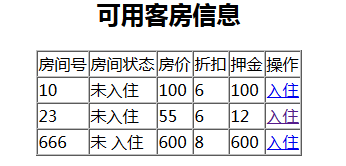 可用客房信息
房间号 房间状态 房价 折扣 押金 操作
10 未入住 100 6 100 入住
23 未入住 55 6 12 入住
666 未 入住 600 8 600 入住